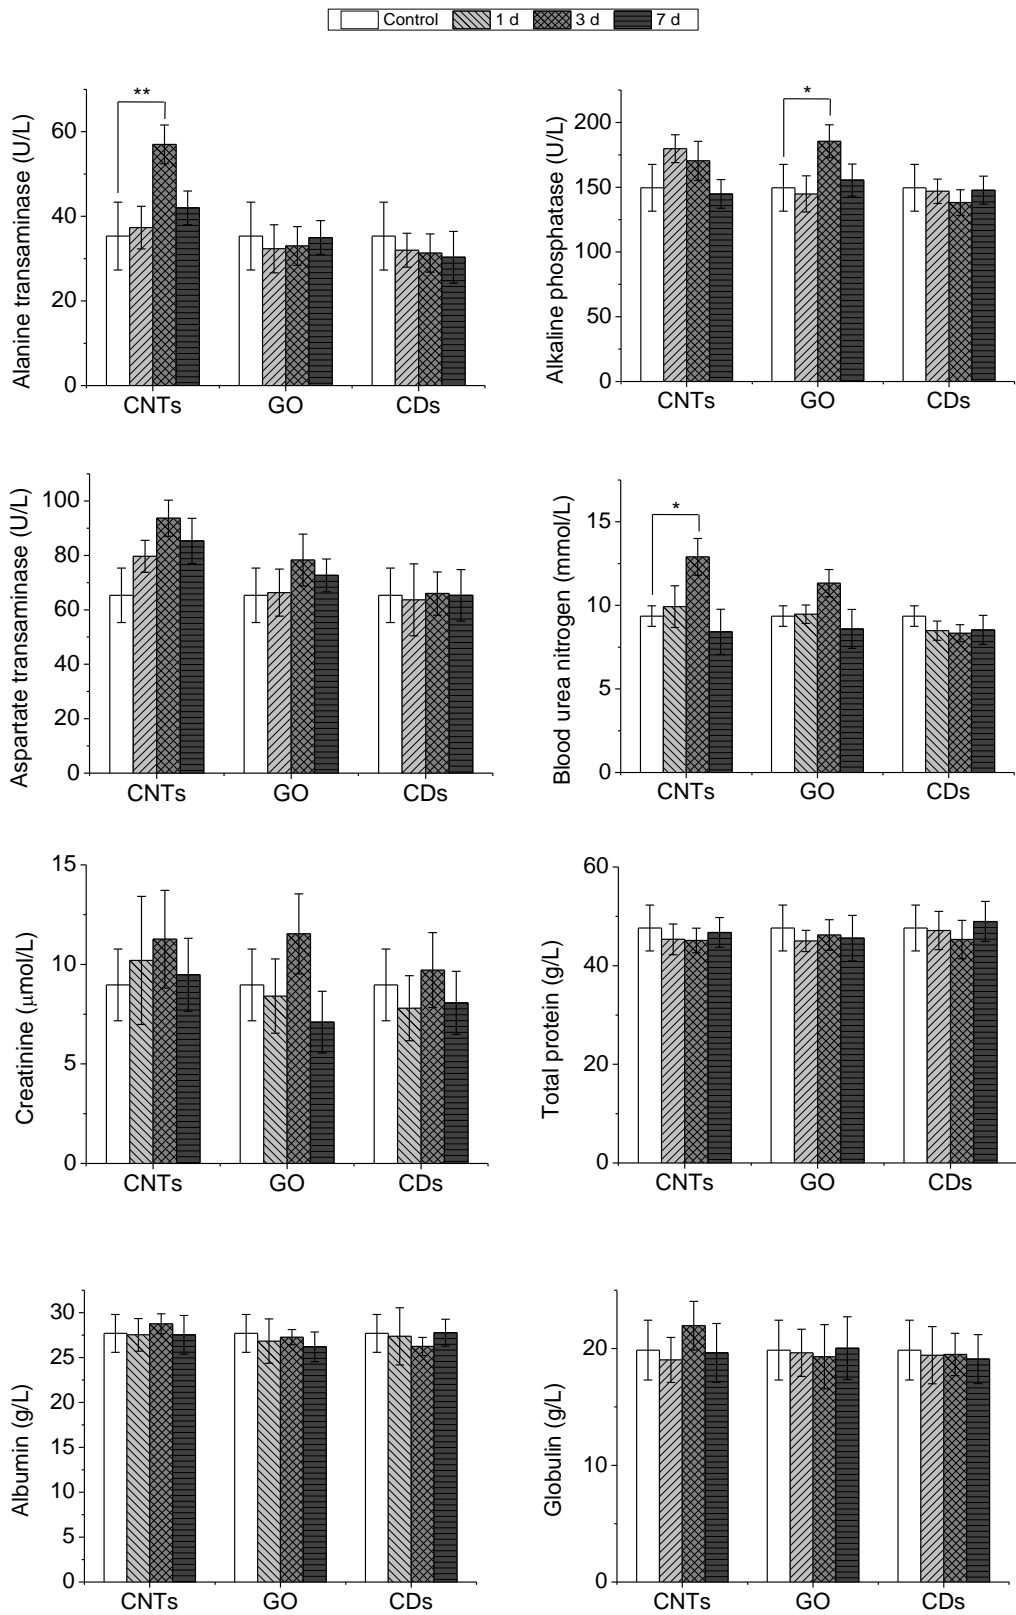 Control 1 d 3 d 7 d
Alanine transaminase (U/L)
60
40
20
0
**
CNTs GO CDs
Alkaline phosphatase (U/L)
200
150
100
50
0
*
CNTs GO CDs
Aspartate transaminase (U/L)
100
80
60
40
20
0
CNTs GO CDs
Blood urea nitrogen (mmol/L)
15
10
5
0
*
CNTs GO CDs
Creatinine (μmol/L)
15
10
5
0
CNTs GO CDs
Total protein (g/L)
60
40
20
0
CNTs GO CDs
Albumin (g/L)
30
25
20
15
10
5
0
CNTs GO CDs
Globulin (g/L)
20
10
0
CNTs GO CDs